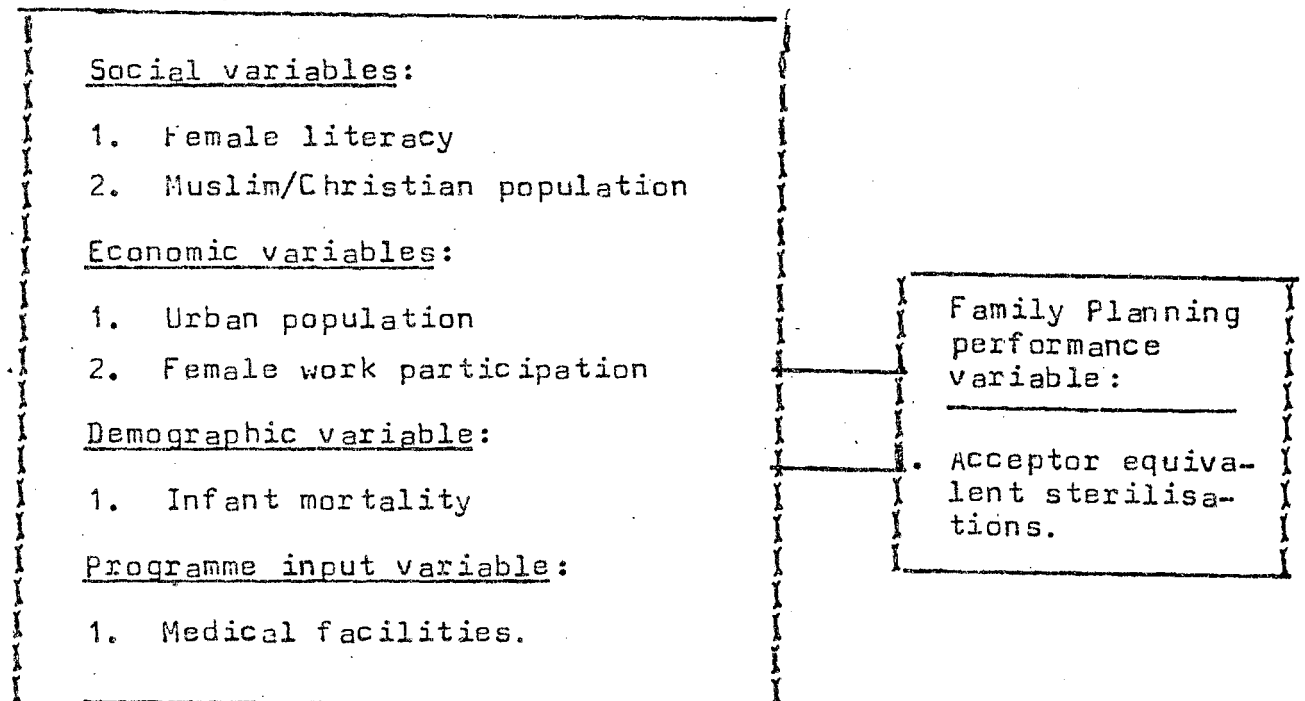 Social variables:
1. Female literacy
2. Muslim/Christian population
Economic variables:
1. Urban population
2. Female work participation
Demographic variable:
1. Infant mortality
Programme input variable:
1. Medical facilities.
Family Planning
performance
variable:
. Acceptor equiva-
lent sterilisa-
tions.